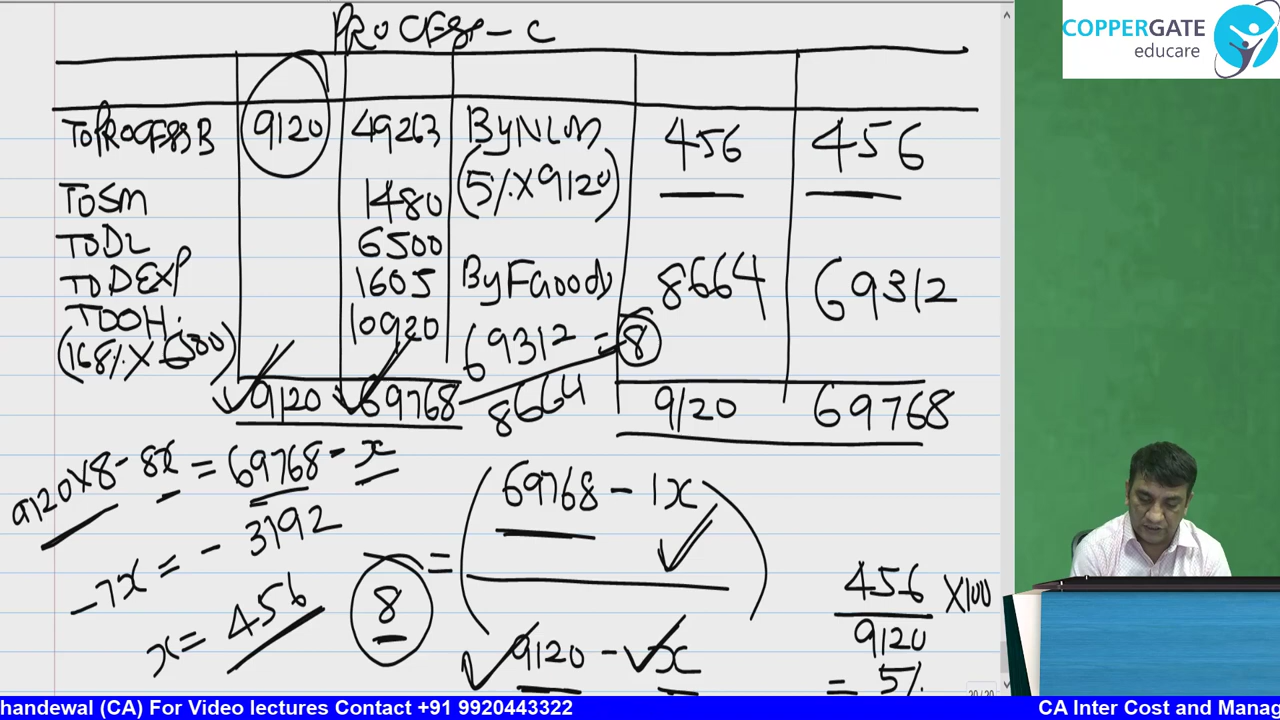 PROCESS-C
COPPERGATE
educare
To PROCESS B 9120 49263 By NLM 456 456
(5% X 9120)
TO SM 1480
TO DL 6500
TO DEXP 1605 By FGoods 8664 69312
TO OH. 10920 69312 = 8
(168% X 6500) 8664
9120 69768 9120 69768
9120X8 - 8x = 69768 - x
-7x = - 3192
x = 456
8 = (69768 - 1x)
9120 - x
456 X100
9120
= 5%
handewal (CA) For Video lectures Contact +91 9920443322
CA Inter Cost and Manag